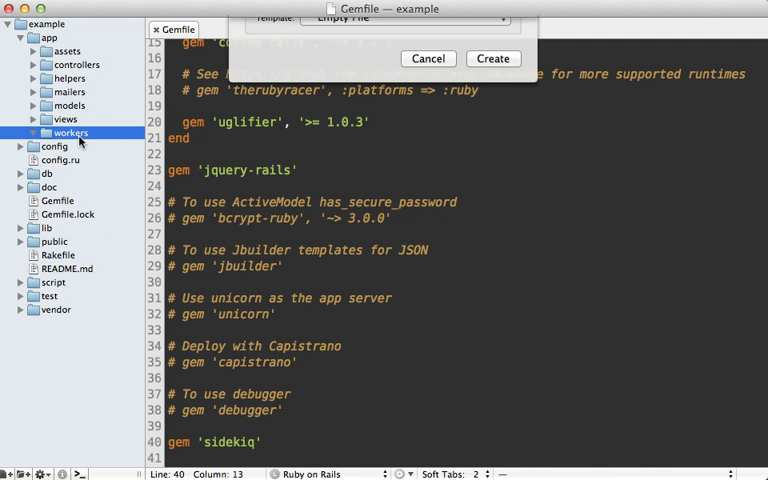 Gemfile — example
example
app
assets
controllers
helpers
mailers
models
views
workers
config
config.ru
db
doc
Gemfile
Gemfile.lock
lib
public
Rakefile
README.md
script
test
vendor
Gemfile
Template: Empty File
Cancel Create
15
16
17 # See for more supported runtimes
18 # gem 'therubyracer', :platforms => :ruby
19
20 gem 'uglifier', '>= 1.0.3'
21 end
22
23 gem 'jquery-rails'
24
25 # To use ActiveModel has_secure_password
26 # gem 'bcrypt-ruby', '~> 3.0.0'
27
28 # To use Jbuilder templates for JSON
29 # gem 'jbuilder'
30
31 # Use unicorn as the app server
32 # gem 'unicorn'
33
34 # Deploy with Capistrano
35 # gem 'capistrano'
36
37 # To use debugger
38 # gem 'debugger'
39
40 gem 'sidekiq'
41
Line: 40 Column: 13 Ruby on Rails Soft Tabs: 2 —